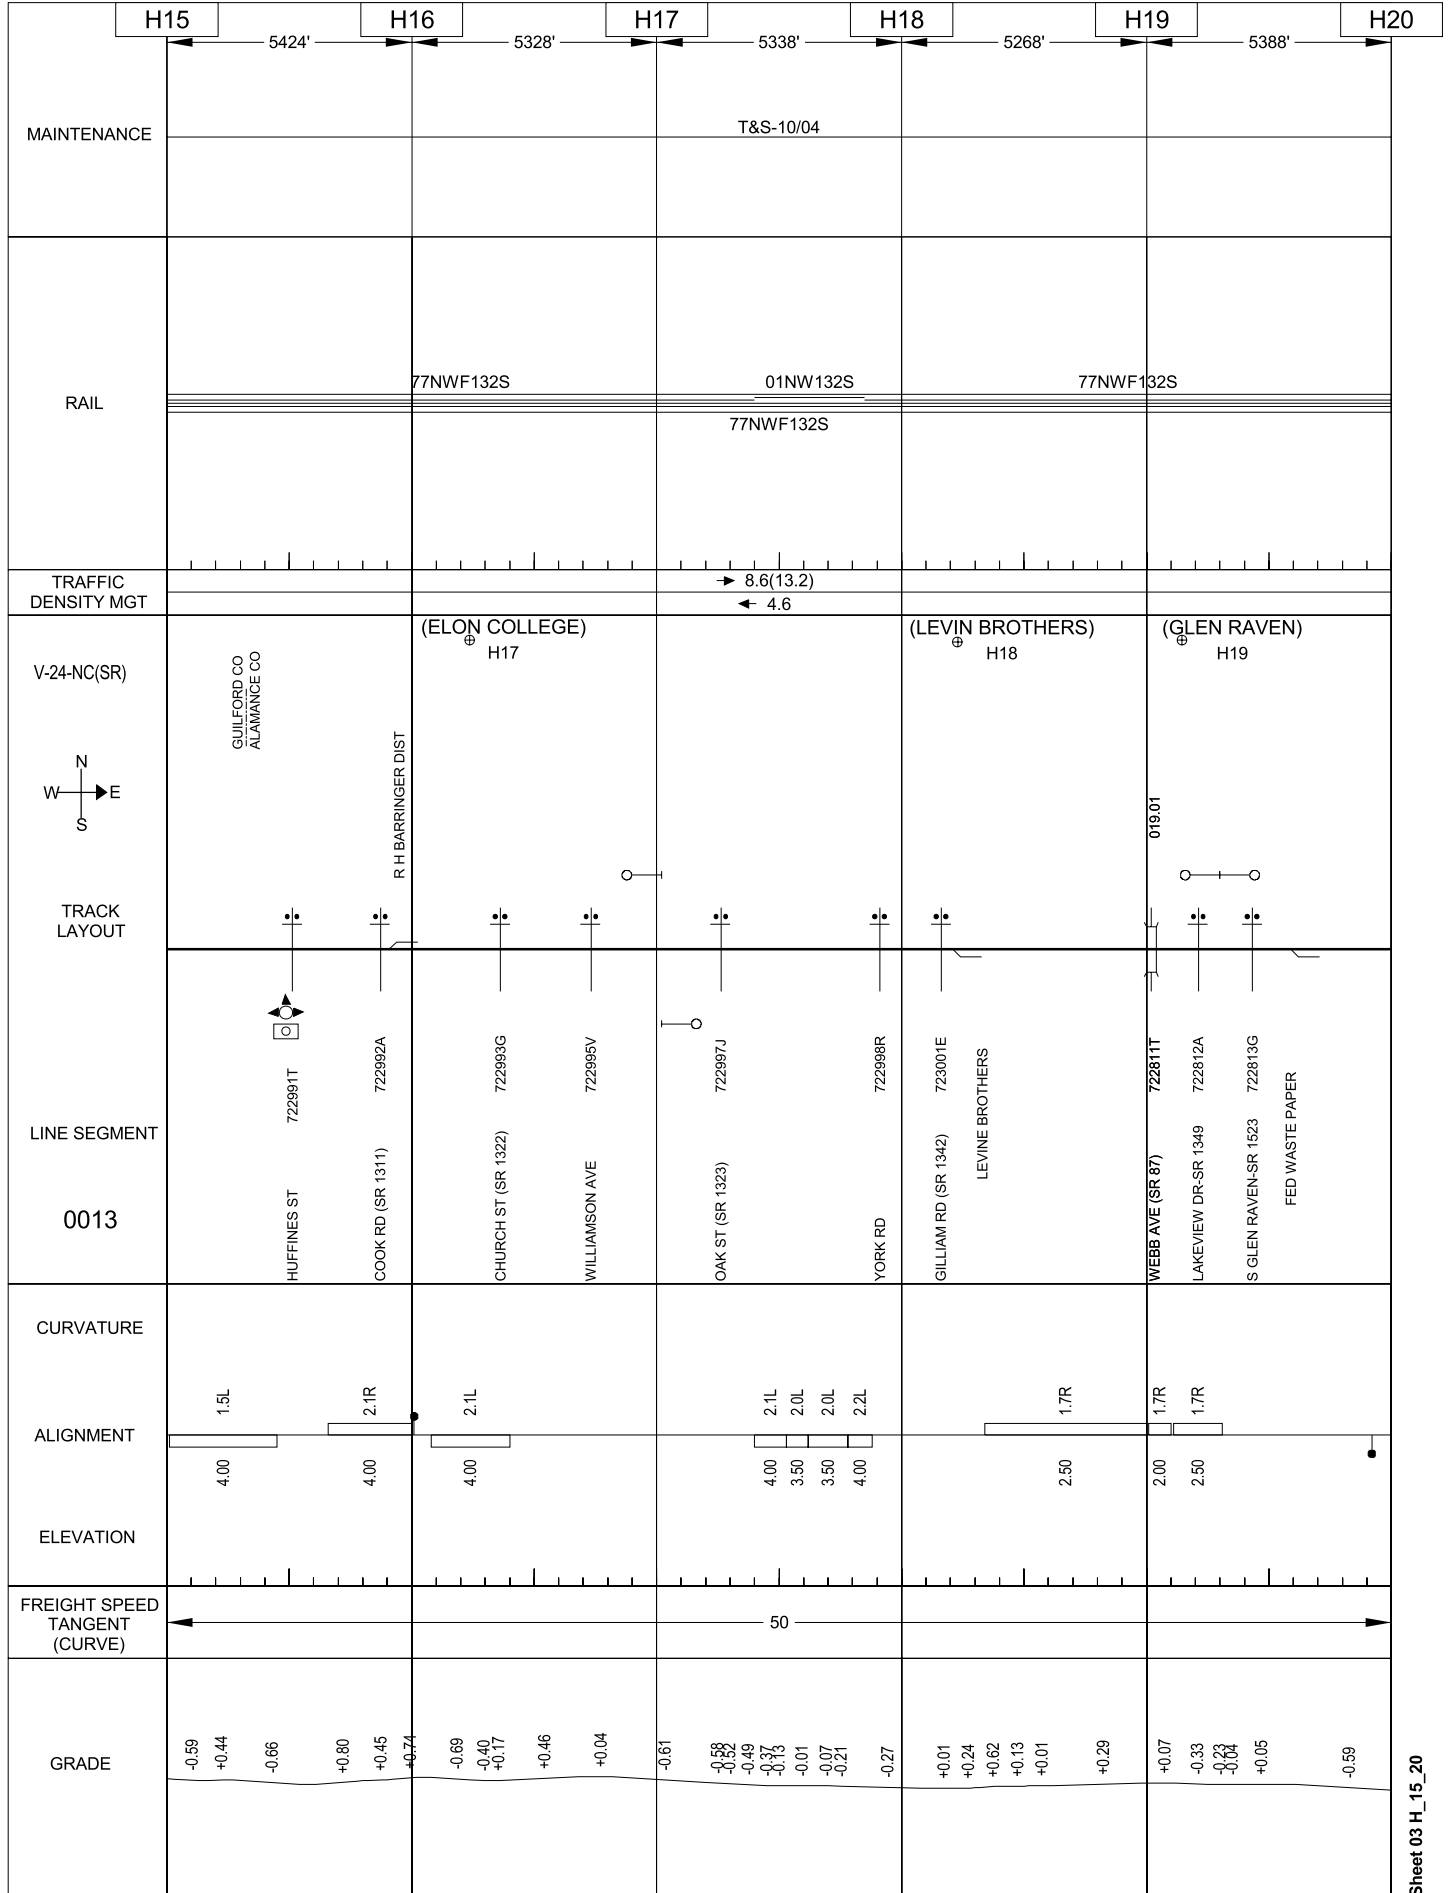 H15 H16 H17 H18 H19 H20
5424' 5328' 5338' 5268' 5388'
MAINTENANCE
T&S-10/04
RAIL
77NWF132S 01NW132S 77NWF132S
77NWF132S
TRAFFIC
DENSITY MGT
8.6(13.2)
4.6
V-24-NC(SR)
(ELON COLLEGE)
H17
(LEVIN BROTHERS)
H18
(GLEN RAVEN)
H19
GUILFORD CO
ALAMANCE CO
R H BARRINGER DIST
019.01
N
W E
S
TRACK
LAYOUT
LINE SEGMENT
0013
HUFFINES ST 722991T
COOK RD (SR 1311) 722992A
CHURCH ST (SR 1322) 722993G
WILLIAMSON AVE 722995V
OAK ST (SR 1323) 722997J
YORK RD 722998R
GILLIAM RD (SR 1342) 723001E
LEVINE BROTHERS
WEBB AVE (SR 87) 722811T
LAKEVIEW DR-SR 1349 722812A
S GLEN RAVEN-SR 1523 722813G
FED WASTE PAPER
CURVATURE
1.5L 2.1R 2.1L 2.1L 2.0L 2.0L 2.2L 1.7R 1.7R 1.7R
ALIGNMENT
4.00 4.00 4.00 4.00 3.50 3.50 4.00 2.50 2.00 2.50
ELEVATION
FREIGHT SPEED
TANGENT
(CURVE)
50
GRADE
-0.59 +0.44 -0.66 +0.80 +0.45 +0.74 -0.69 -0.40 +0.17 +0.46 +0.04 -0.61 -0.58 -0.52 -0.49 -0.37 -0.13 -0.01 -0.07 -0.21 -0.27 +0.01 +0.24 +0.62 +0.13 +0.01 +0.29 +0.07 -0.33 -0.23 -0.04 +0.05 -0.59
Sheet 03 H_15_20